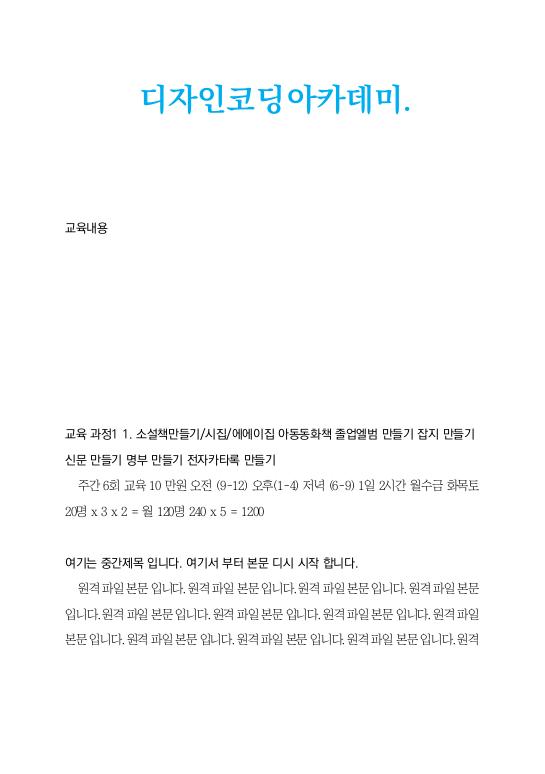 디자인코딩아카데미.
교육내용
교육 과정1 1. 소설책만들기/시집/에에이집 아동동화책 졸업엘범 만들기 잡지 만들기
신문 만들기 명부 만들기 전자카타록 만들기
주간 6회 교육 10 만원 오전 (9-12) 오후(1-4) 저녁 (6-9) 1일 2시간 월수금 화목토
20명 x 3 x 2 = 월 120명 240 x 5 = 1200
여기는 중간제목 입니다. 여기서 부터 본문 디시 시작 합니다.
원격 파일 본문 입니다. 원격 파일 본문 입니다. 원격 파일 본문 입니다. 원격 파일 본문
입니다. 원격 파일 본문 입니다. 원격 파일 본문 입니다. 원격 파일 본문 입니다. 원격 파일
본문 입니다. 원격 파일 본문 입니다. 원격 파일 본문 입니다. 원격 파일 본문 입니다. 원격